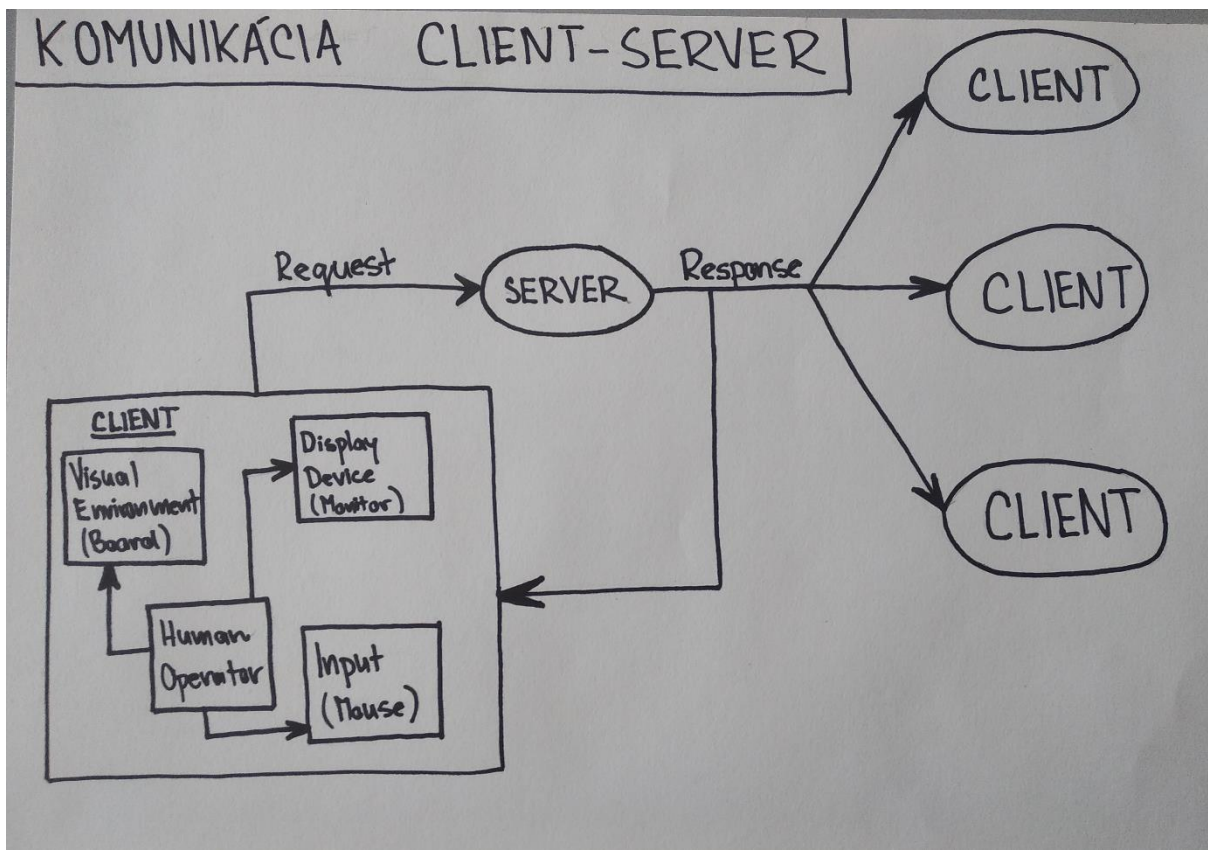 KOMUNIKÁCIA CLIENT-SERVER
CLIENT
Request
SERVER
Response
CLIENT
CLIENT
CLIENT
Visual
Environment
(Board)
Display
Device
(Monitor)
Human
Operator
Input
(Mouse)